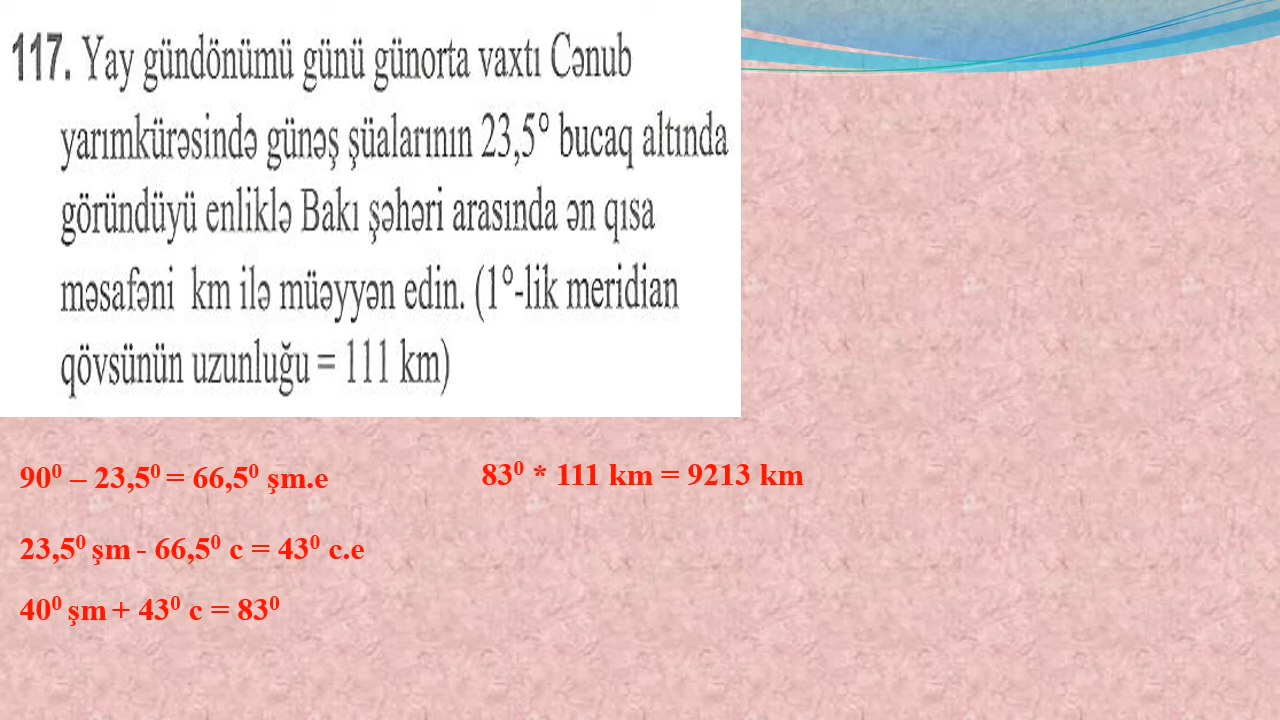 117. Yay gündönümü günü günorta vaxtı Cənub
yarımkürəsində günəş şüalarının 23,5° bucaq altında
göründüyü enliklə Bakı şəhəri arasında ən qısa
məsafəni km ilə müəyyən edin. (1°-lik meridian
qövsünün uzunluğu = 111 km)
90⁰ – 23,5⁰ = 66,5⁰ şm.e
23,5⁰ şm - 66,5⁰ c = 43⁰ c.e
40⁰ şm + 43⁰ c = 83⁰
83⁰ * 111 km = 9213 km